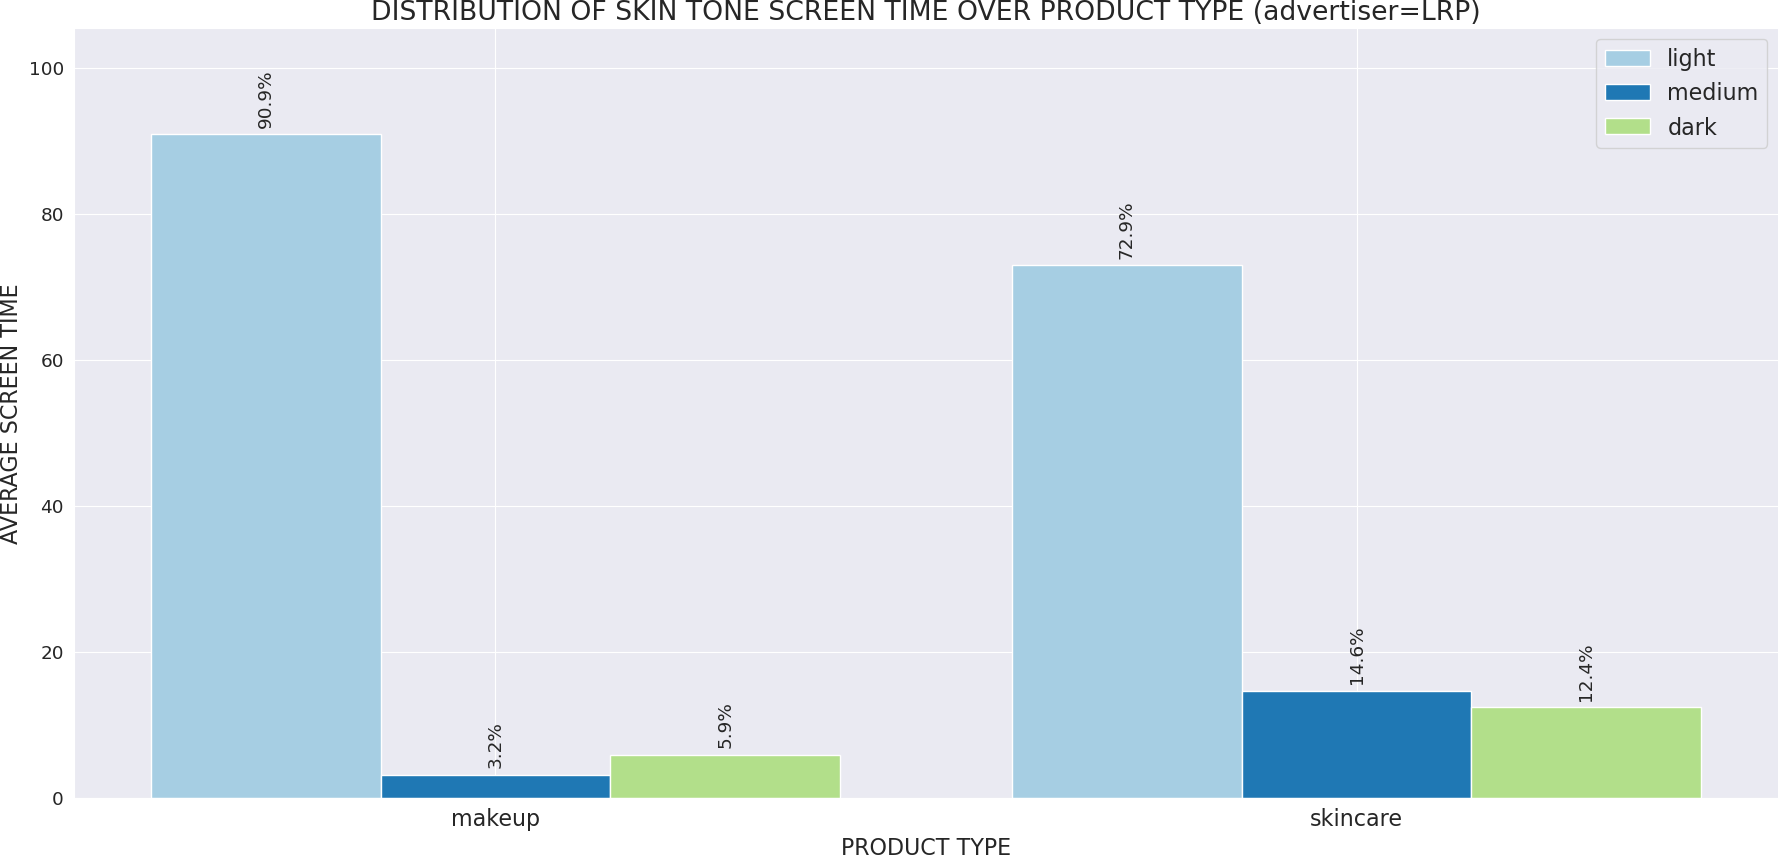 DISTRIBUTION OF SKIN TONE SCREEN TIME OVER PRODUCT TYPE (advertiser=LRP)
light
medium
dark
AVERAGE SCREEN TIME
100
80
60
40
20
0
90.9%
3.2%
5.9%
72.9%
14.6%
12.4%
makeup
skincare
PRODUCT TYPE